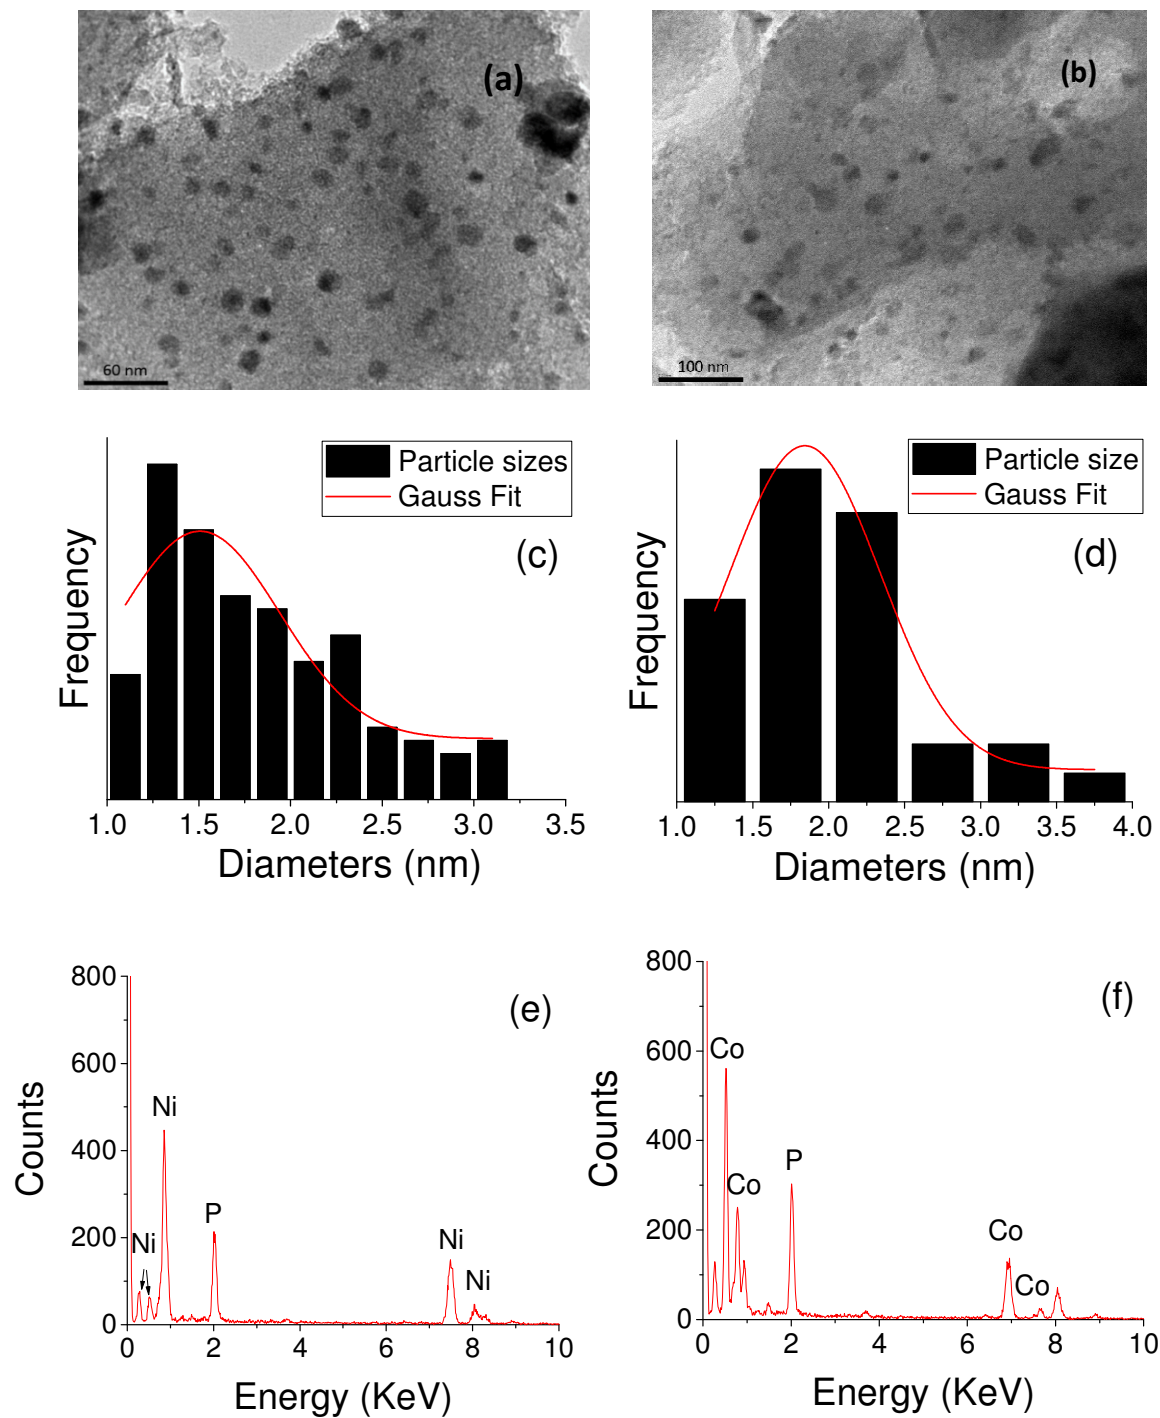 (a)
60 nm
(b)
100 nm
Particle sizes
Gauss Fit
(c)
Frequency
1.0 1.5 2.0 2.5 3.0 3.5
Diameters (nm)
Particle size
Gauss Fit
(d)
Frequency
1.0 1.5 2.0 2.5 3.0 3.5 4.0
Diameters (nm)
800
600
400
200
0
Counts
(e)
Ni
Ni
P
Ni
Ni
0 2 4 6 8 10
Energy (KeV)
800
600
400
200
0
Counts
(f)
Co
Co
P
Co
Co
0 2 4 6 8 10
Energy (KeV)